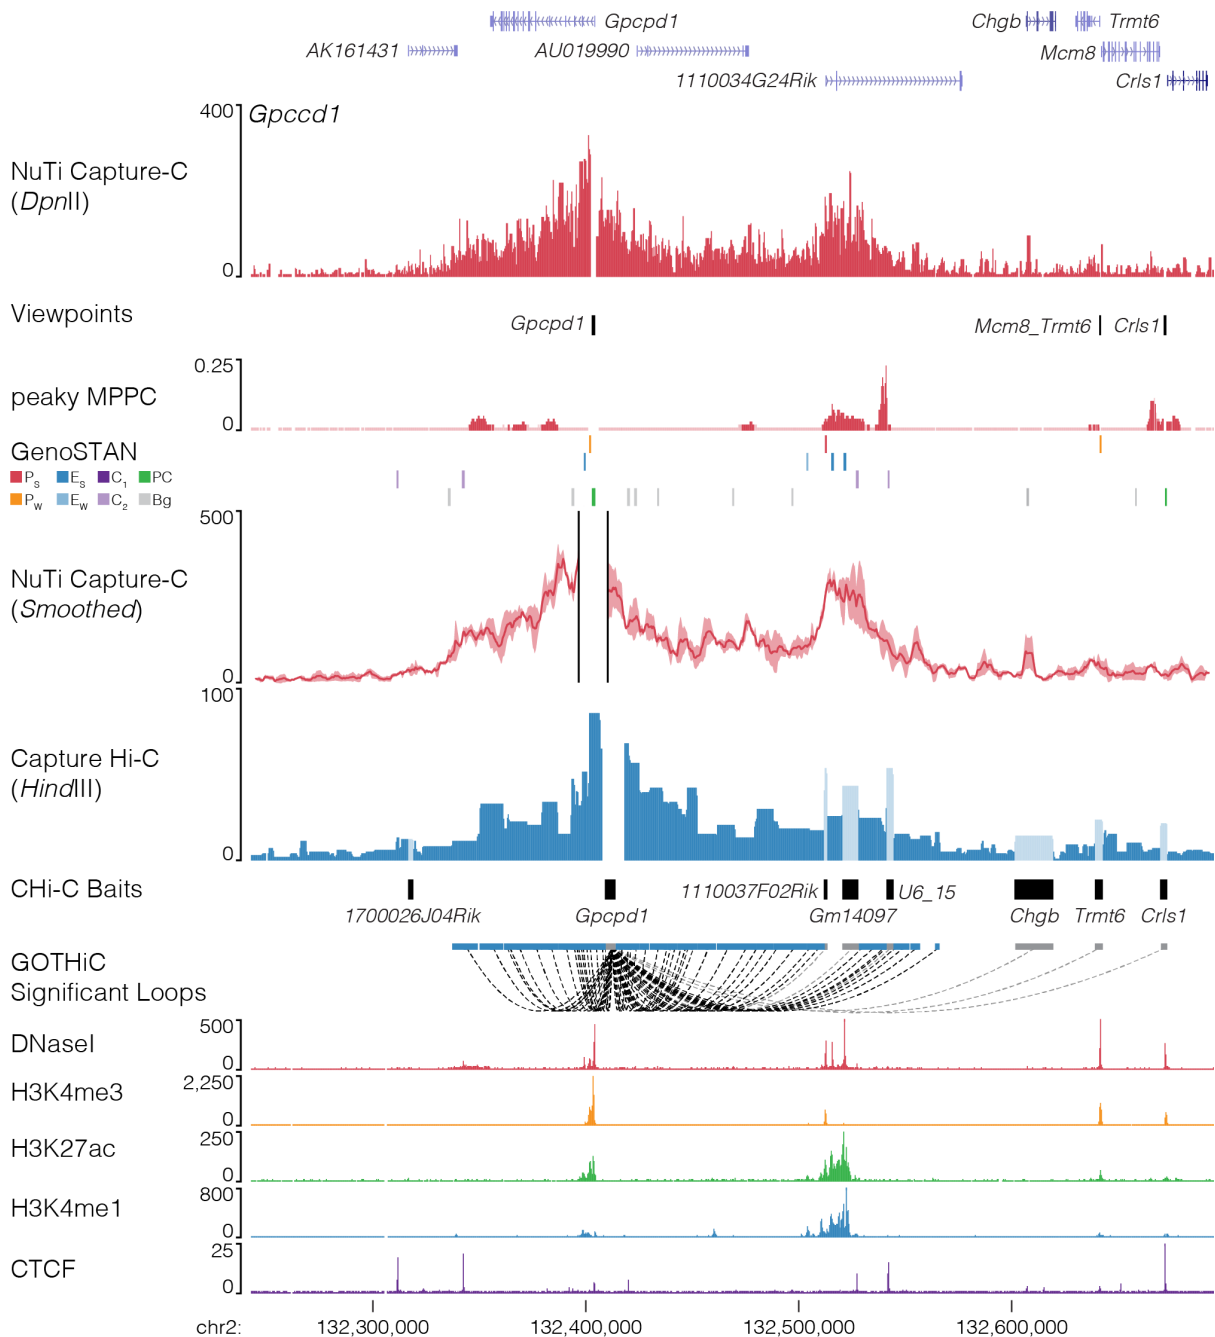 Gpcpd1
Chgb
Trmt6
AK161431
AU019990
Mcm8
1110034G24Rik
Crls1
400
Gpccd1
NuTi Capture-C
(DpnII)
0
Viewpoints
Gpcpd1
Mcm8_Trmt6
Crls1
0.25
peaky MPPC
0
GenoSTAN
Ps Es C1 PC
Pw Ew C2 Bg
500
NuTi Capture-C
(Smoothed)
0
100
Capture Hi-C
(HindIII)
0
CHi-C Baits
1110037F02Rik
U6_15
1700026J04Rik
Gpcpd1
Gm14097
Chgb
Trmt6
Crls1
GOTHiC
Significant Loops
500
DNaseI
0
2,250
H3K4me3
0
250
H3K27ac
0
800
H3K4me1
0
25
CTCF
0
chr2:
132,300,000
132,400,000
132,500,000
132,600,000